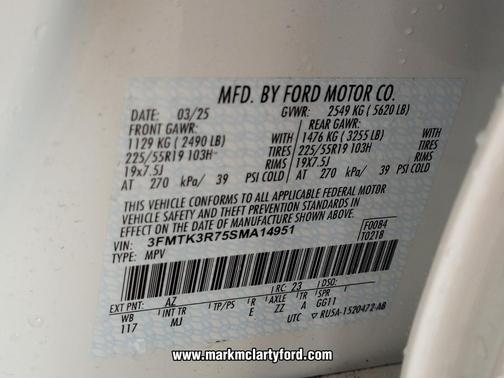 MFD. BY FORD MOTOR CO.
DATE: 03/25 GVWR: 2549 KG ( 5620 LB)
FRONT GAWR: REAR GAWR:
1129 KG ( 2490 LB) 1476 KG ( 3255 LB)
225/55R19 103H TIRES 225/55R19 103H TIRES
19x7.5J RIMS 19x7.5J RIMS
AT 270 kPa/ 39 PSI COLD AT 270 kPa/ 39 PSI COLD
THIS VEHICLE CONFORMS TO ALL APPLICABLE FEDERAL MOTOR
VEHICLE SAFETY AND THEFT PREVENTION STANDARDS IN
EFFECT ON THE DATE OF MANUFACTURE SHOWN ABOVE.
VIN: 3FMTK3R75SMA14951 F0084
TYPE: MPV T0218
EXT PNT: AZ RC: 23 DSO:
WB INT TR TP/PS R AXLE TR
117 MJ E ZZ A GG11
UTC ▽ RU5A-1520472-AB
www.markmclartyford.com